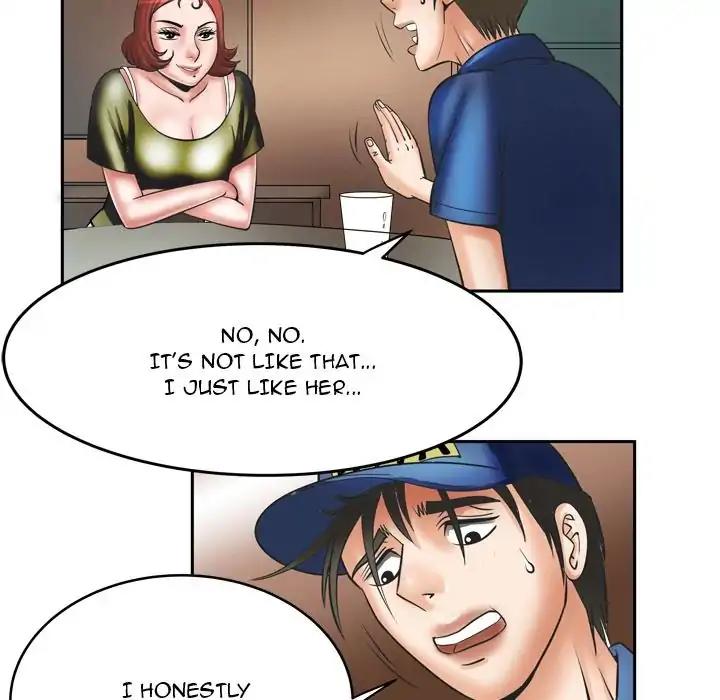 NO, NO.
IT'S NOT LIKE THAT...
I JUST LIKE HER...
I HONESTLY